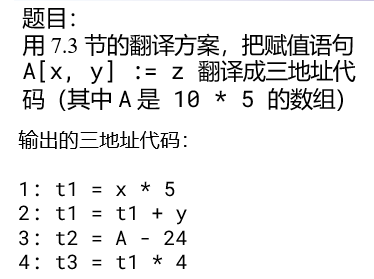 题目：
用 7.3 节的翻译方案，把赋值语句
A[x, y] := z 翻译成三地址代
码（其中 A 是 10 * 5 的数组）
输出的三地址代码：
1: t1 = x * 5
2: t1 = t1 + y
3: t2 = A - 24
4: t3 = t1 * 4